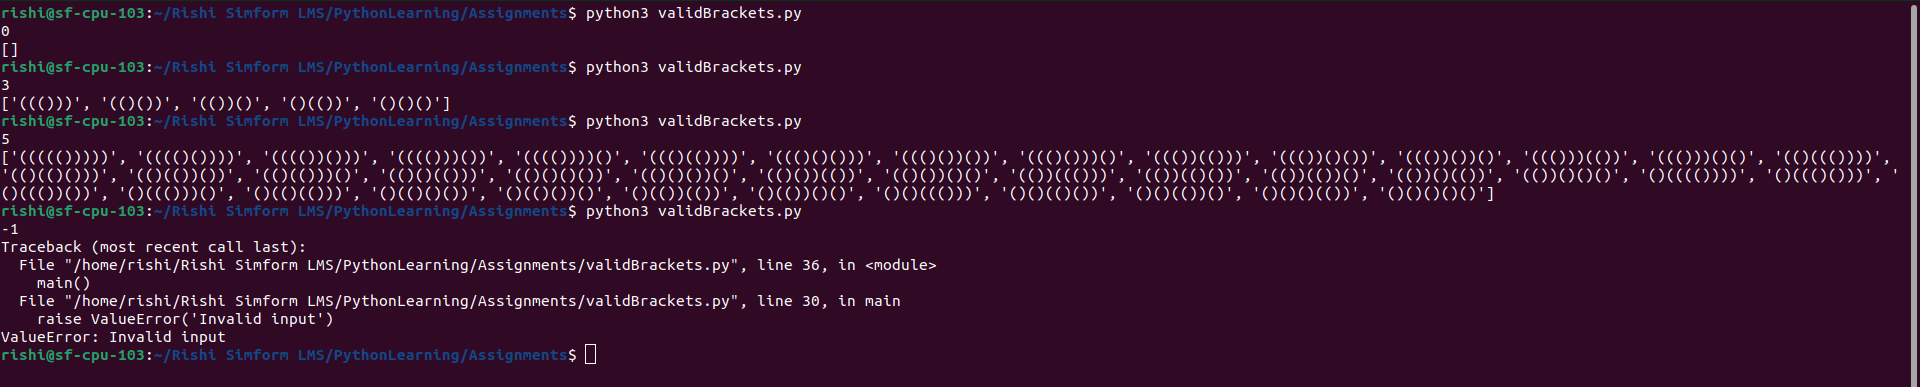 rishi@sf-cpu-103:~/Rishi Simform LMS/PythonLearning/Assignments$ python3 validBrackets.py
0
[]
rishi@sf-cpu-103:~/Rishi Simform LMS/PythonLearning/Assignments$ python3 validBrackets.py
3
['((()))', '(()())', '(())()', '()(())', '()()()']
rishi@sf-cpu-103:~/Rishi Simform LMS/PythonLearning/Assignments$ python3 validBrackets.py
5
['((((()))))', '(((()())))', '(((())()))', '(((()))())', '(((())))()', '((()(())))', '((()()()))', '((()())())', '((()()))()', '((())(()))', '((())()())', '((())())()', '((()))(())', '((()))()()', '(()((())))',
'(()(()()))', '(()(())())', '(()(()))()', '(()()(()))', '(()()()())', '(()()())()', '(()())(())', '(()())()()', '(())((()))', '(())(()())', '(())(())()', '(())()(())', '(())()()()', '()(((())))', '()((()()))', '
()((())())', '()((()))()', '()(()(()))', '()(()()())', '()(()())()', '()(())(())', '()(())()()', '()()((()))', '()()(()())', '()()(())()', '()()()(())', '()()()()()']
rishi@sf-cpu-103:~/Rishi Simform LMS/PythonLearning/Assignments$ python3 validBrackets.py
-1
Traceback (most recent call last):
  File "/home/rishi/Rishi Simform LMS/PythonLearning/Assignments/validBrackets.py", line 36, in <module>
    main()
  File "/home/rishi/Rishi Simform LMS/PythonLearning/Assignments/validBrackets.py", line 30, in main
    raise ValueError('Invalid input')
ValueError: Invalid input
rishi@sf-cpu-103:~/Rishi Simform LMS/PythonLearning/Assignments$